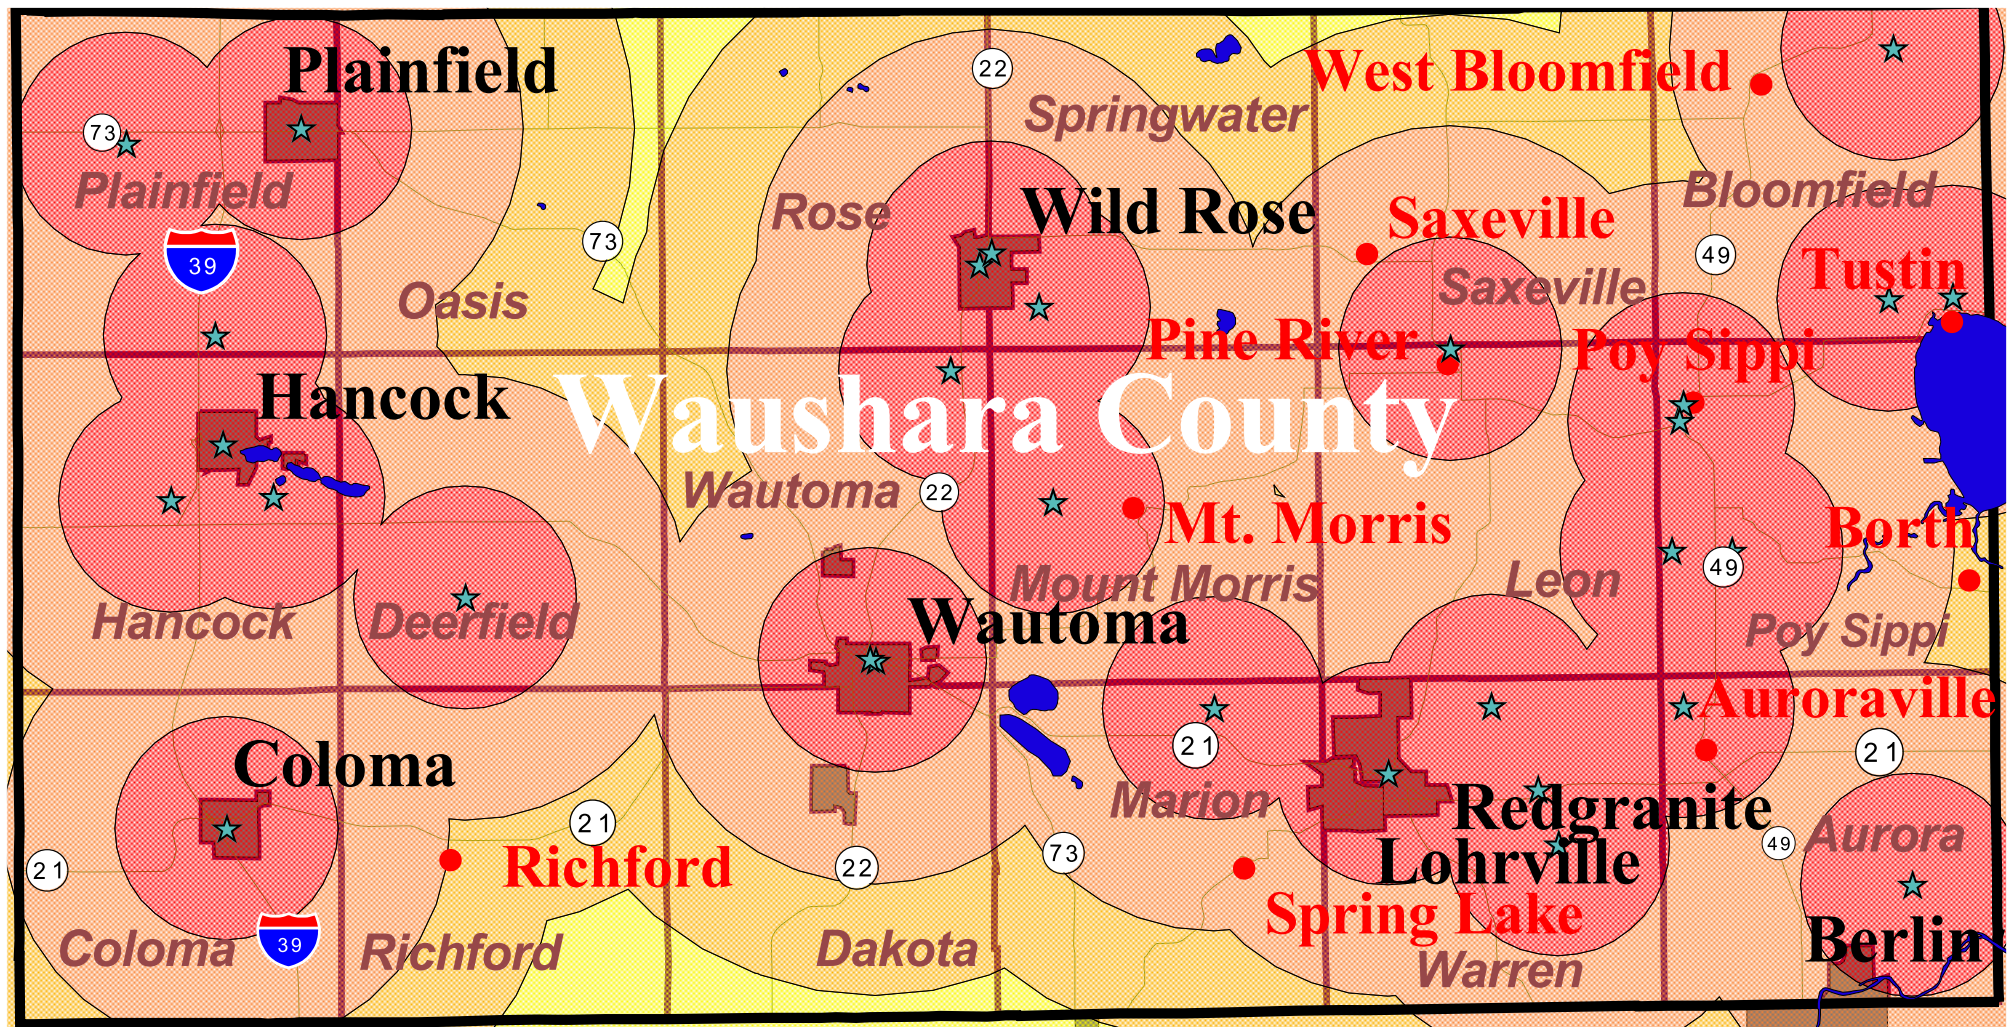 Plainfield
22
West Bloomfield
Springwater
73
Plainfield
Rose
Wild Rose
Saxeville
Bloomfield
73
39
49
Tustin
Oasis
Saxeville
Pine River
Poy Sippi
Hancock
Waushara County
Wautoma
22
Mt. Morris
Borth
Hancock
Deerfield
Mount Morris
Leon
49
Wautoma
Poy Sippi
Auroraville
Coloma
21
21
Marion
Redgranite
21
22
73
49
Aurora
21
Richford
Lohrville
Spring Lake
Coloma
39
Richford
Dakota
Warren
Berlin